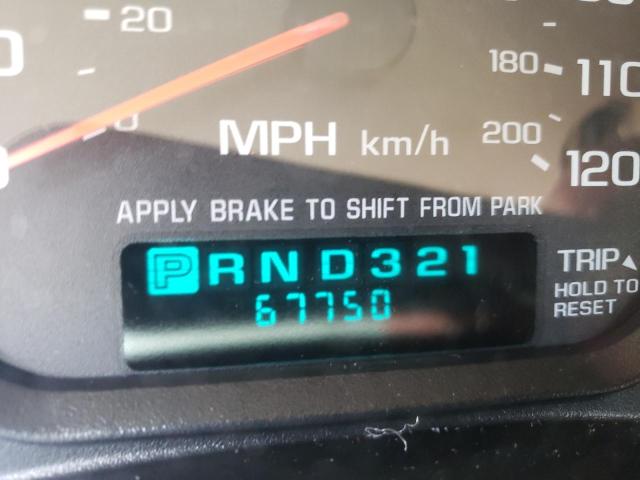 20
180 110
0
MPH km/h
200 120
APPLY BRAKE TO SHIFT FROM PARK
P R N D 3 2 1
67750
TRIP
HOLD TO
RESET